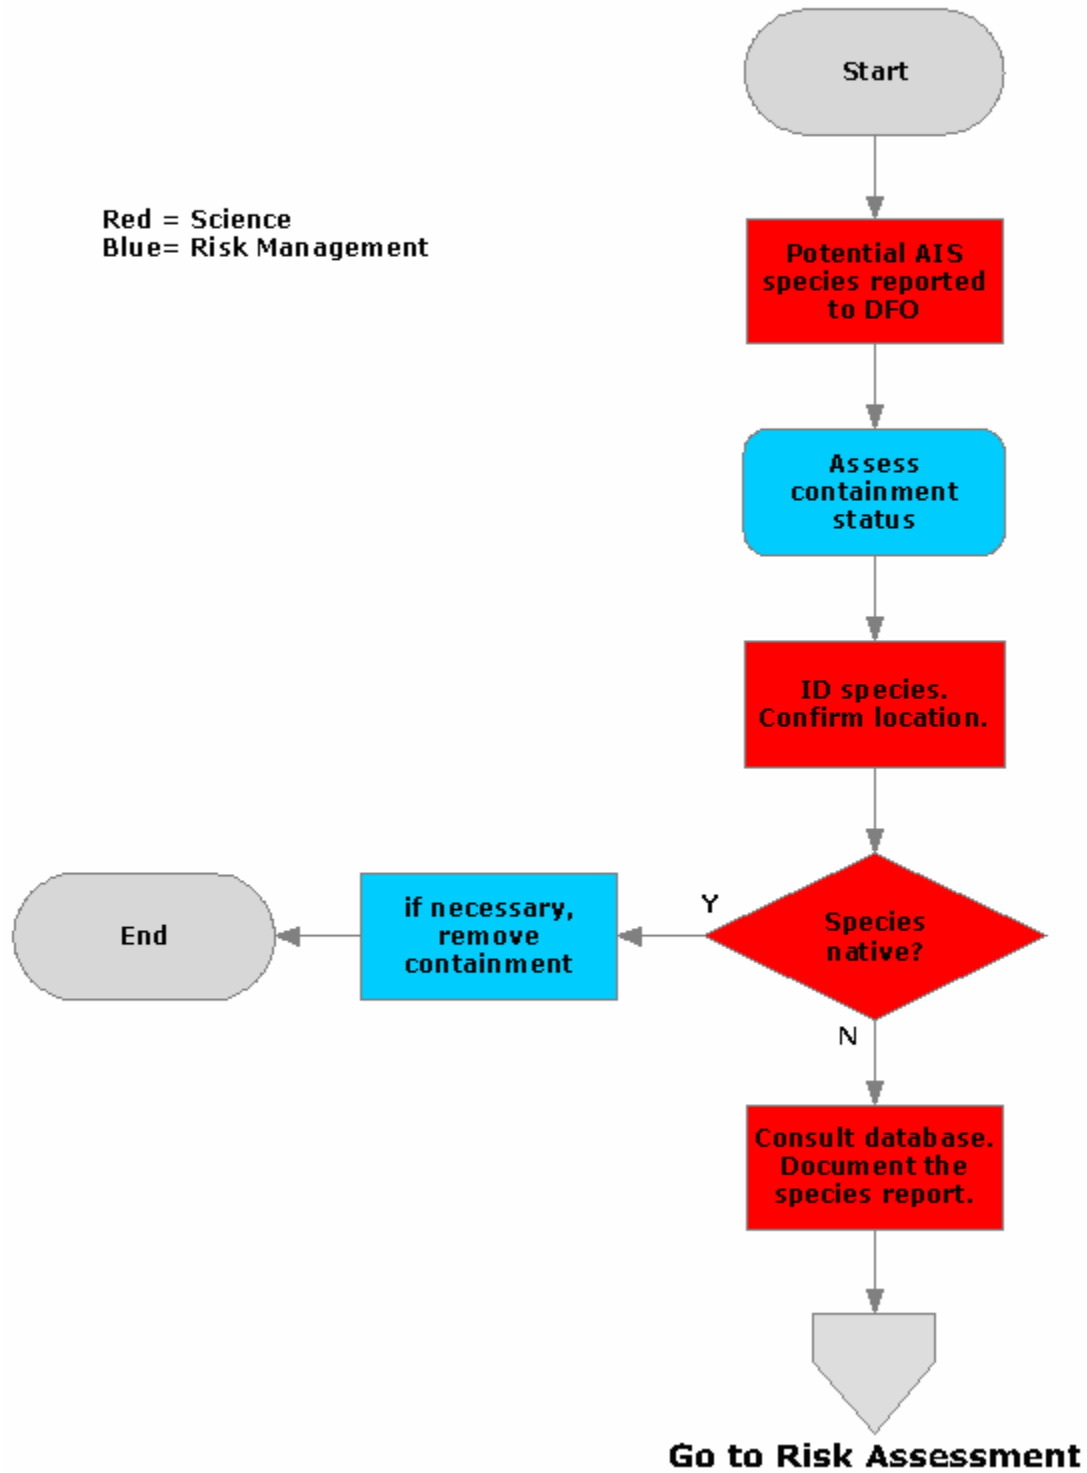 Start
Red = Science
Blue= Risk Management
Potential AIS
species reported
to DFO
Assess
containment
status
ID species.
Confirm location.
Y
Species
native?
if necessary,
remove
containment
End
N
Consult database.
Document the
species report.
Go to Risk Assessment